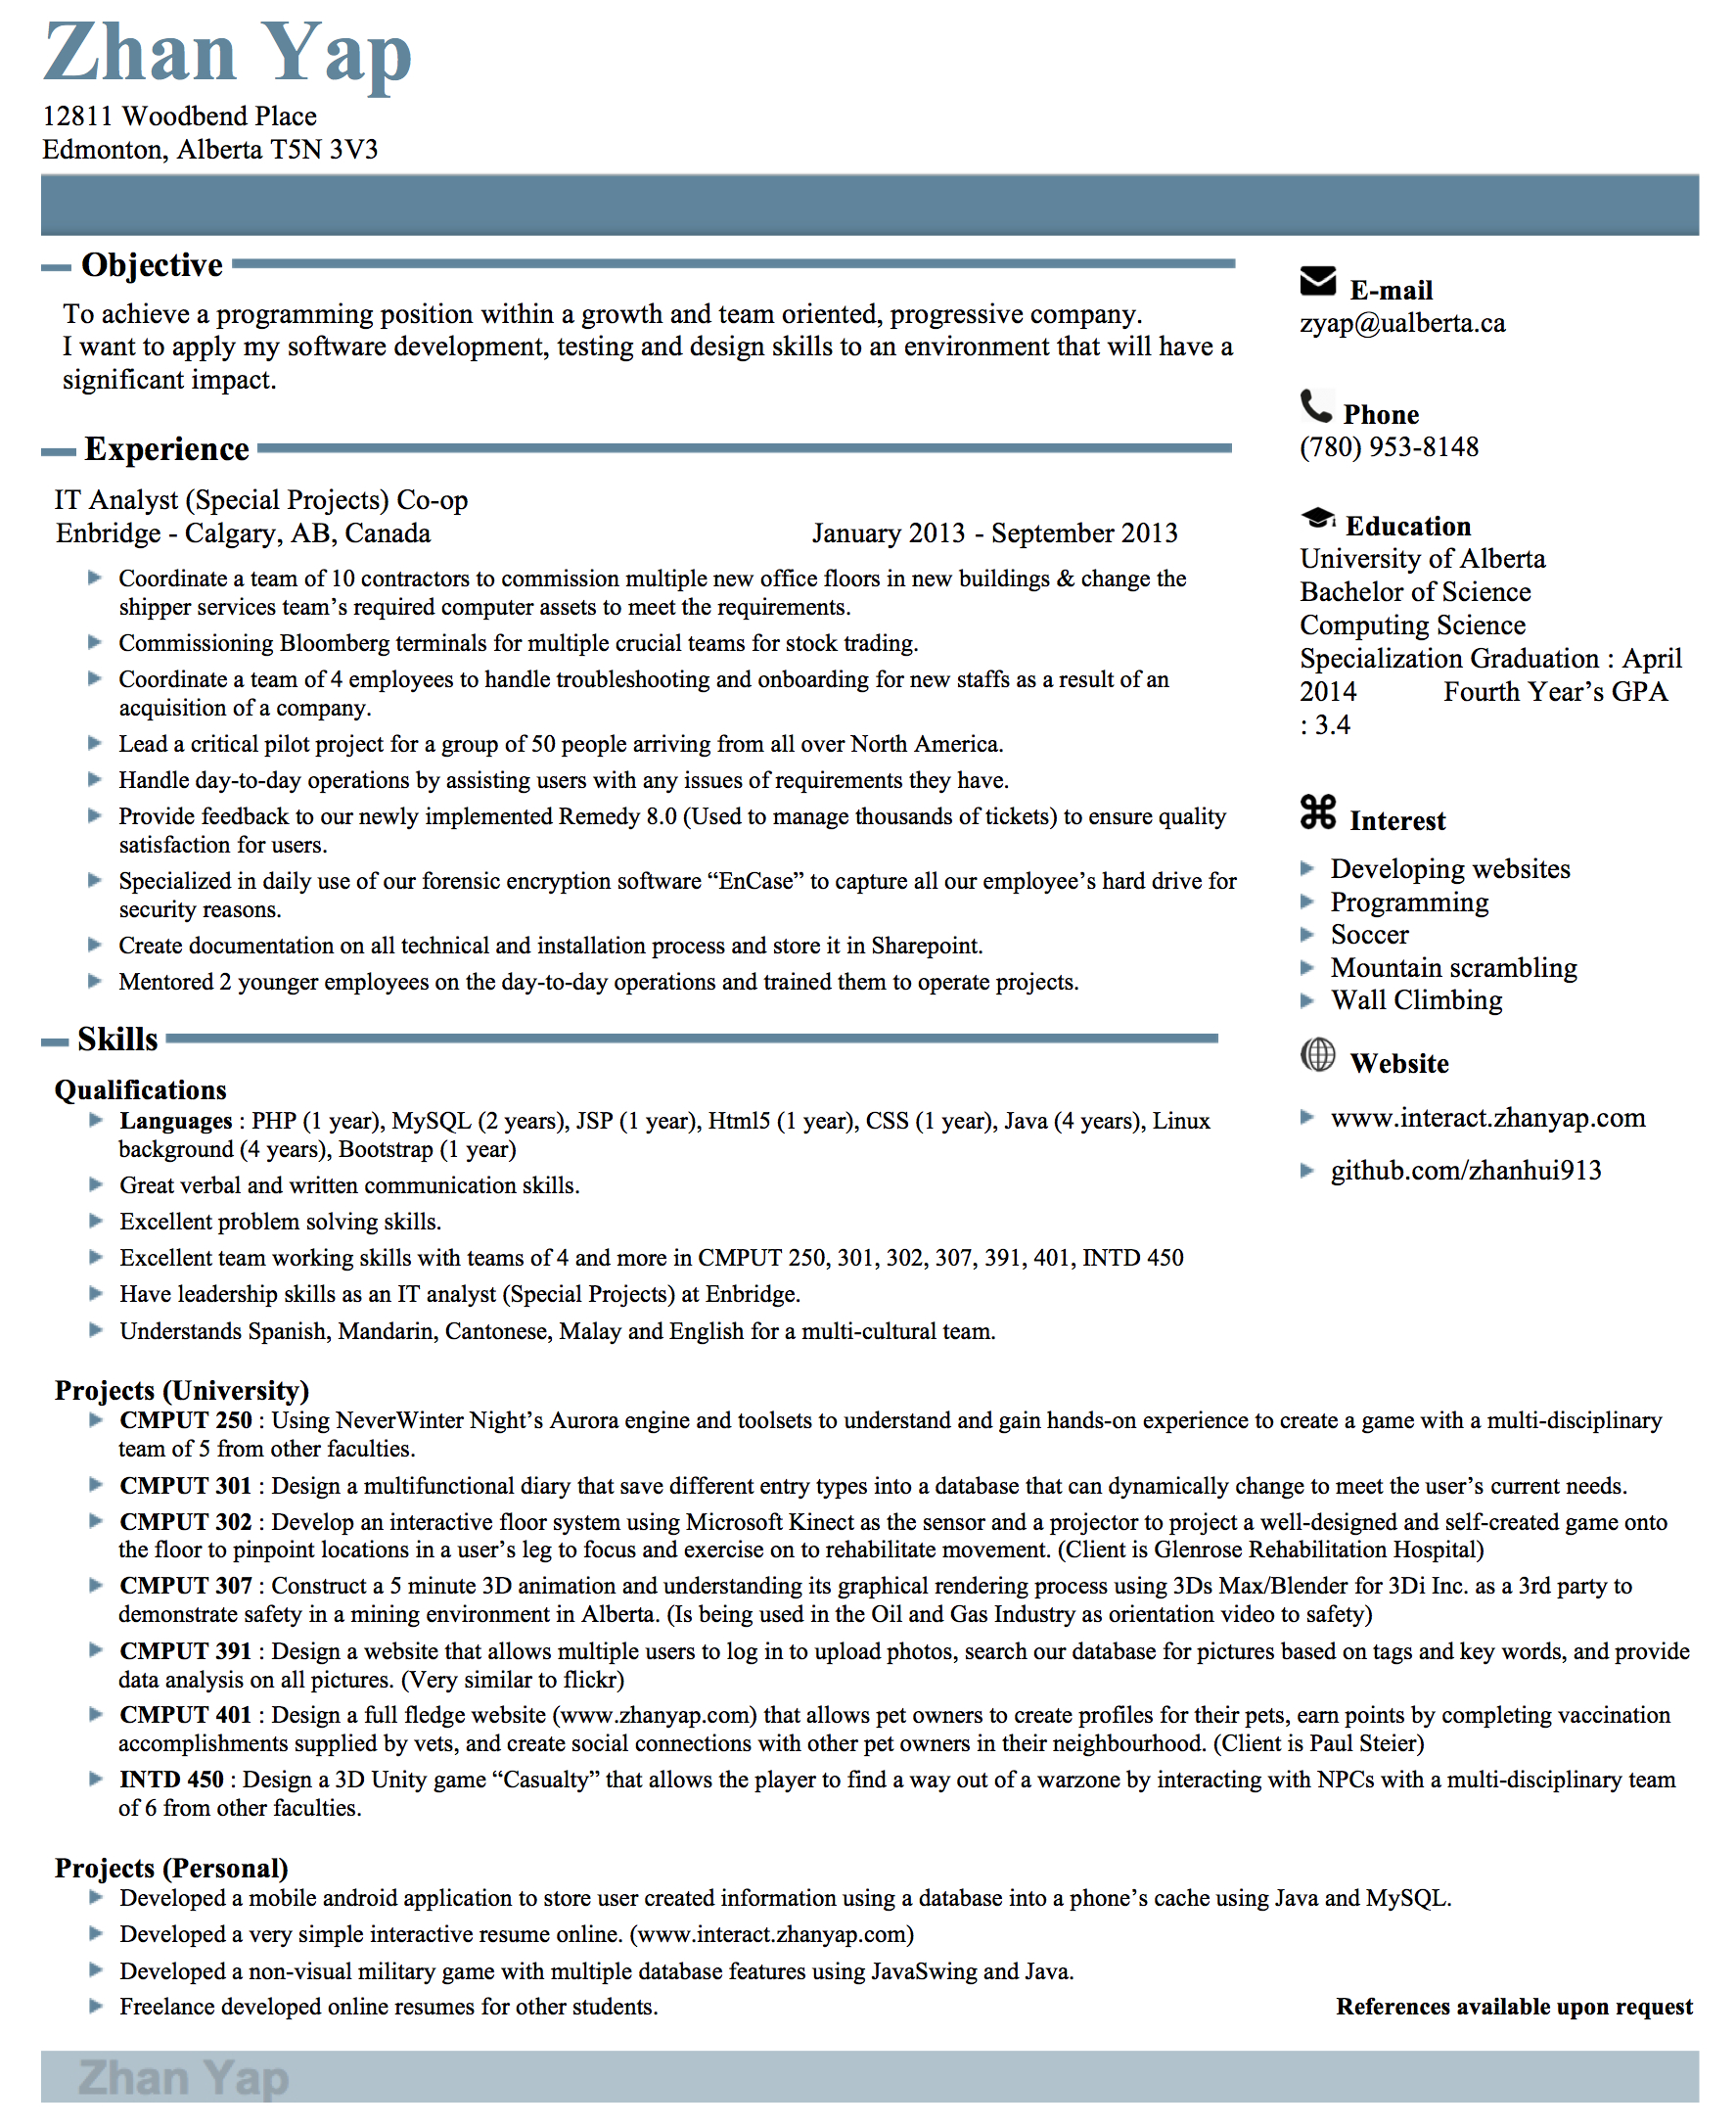 Zhan Yap
12811 Woodbend Place
Edmonton, Alberta T5N 3V3
Objective
To achieve a programming position within a growth and team oriented, progressive company.
I want to apply my software development, testing and design skills to an environment that will have a
significant impact.
Experience
IT Analyst (Special Projects) Co-op
Enbridge - Calgary, AB, Canada January 2013 - September 2013
Coordinate a team of 10 contractors to commission multiple new office floors in new buildings & change the
shipper services team’s required computer assets to meet the requirements.
Commissioning Bloomberg terminals for multiple crucial teams for stock trading.
Coordinate a team of 4 employees to handle troubleshooting and onboarding for new staffs as a result of an
acquisition of a company.
Lead a critical pilot project for a group of 50 people arriving from all over North America.
Handle day-to-day operations by assisting users with any issues of requirements they have.
Provide feedback to our newly implemented Remedy 8.0 (Used to manage thousands of tickets) to ensure quality
satisfaction for users.
Specialized in daily use of our forensic encryption software “EnCase” to capture all our employee’s hard drive for
security reasons.
Create documentation on all technical and installation process and store it in Sharepoint.
Mentored 2 younger employees on the day-to-day operations and trained them to operate projects.
E-mail
zyap@ualberta.ca
Phone
(780) 953-8148
Education
University of Alberta
Bachelor of Science
Computing Science
Specialization Graduation : April
2014 Fourth Year’s GPA
: 3.4
Interest
Developing websites
Programming
Soccer
Mountain scrambling
Wall Climbing
Website
www.interact.zhanyap.com
github.com/zhanhui913
Skills
Qualifications
Languages : PHP (1 year), MySQL (2 years), JSP (1 year), Html5 (1 year), CSS (1 year), Java (4 years), Linux
background (4 years), Bootstrap (1 year)
Great verbal and written communication skills.
Excellent problem solving skills.
Excellent team working skills with teams of 4 and more in CMPUT 250, 301, 302, 307, 391, 401, INTD 450
Have leadership skills as an IT analyst (Special Projects) at Enbridge.
Understands Spanish, Mandarin, Cantonese, Malay and English for a multi-cultural team.
Projects (University)
CMPUT 250 : Using NeverWinter Night’s Aurora engine and toolsets to understand and gain hands-on experience to create a game with a multi-disciplinary
team of 5 from other faculties.
CMPUT 301 : Design a multifunctional diary that save different entry types into a database that can dynamically change to meet the user’s current needs.
CMPUT 302 : Develop an interactive floor system using Microsoft Kinect as the sensor and a projector to project a well-designed and self-created game onto
the floor to pinpoint locations in a user’s leg to focus and exercise on to rehabilitate movement. (Client is Glenrose Rehabilitation Hospital)
CMPUT 307 : Construct a 5 minute 3D animation and understanding its graphical rendering process using 3Ds Max/Blender for 3Di Inc. as a 3rd party to
demonstrate safety in a mining environment in Alberta. (Is being used in the Oil and Gas Industry as orientation video to safety)
CMPUT 391 : Design a website that allows multiple users to log in to upload photos, search our database for pictures based on tags and key words, and provide
data analysis on all pictures. (Very similar to flickr)
CMPUT 401 : Design a full fledge website (www.zhanyap.com) that allows pet owners to create profiles for their pets, earn points by completing vaccination
accomplishments supplied by vets, and create social connections with other pet owners in their neighbourhood. (Client is Paul Steier)
INTD 450 : Design a 3D Unity game “Casualty” that allows the player to find a way out of a warzone by interacting with NPCs with a multi-disciplinary team
of 6 from other faculties.
Projects (Personal)
Developed a mobile android application to store user created information using a database into a phone’s cache using Java and MySQL.
Developed a very simple interactive resume online. (www.interact.zhanyap.com)
Developed a non-visual military game with multiple database features using JavaSwing and Java.
Freelance developed online resumes for other students. References available upon request
Zhan Yap